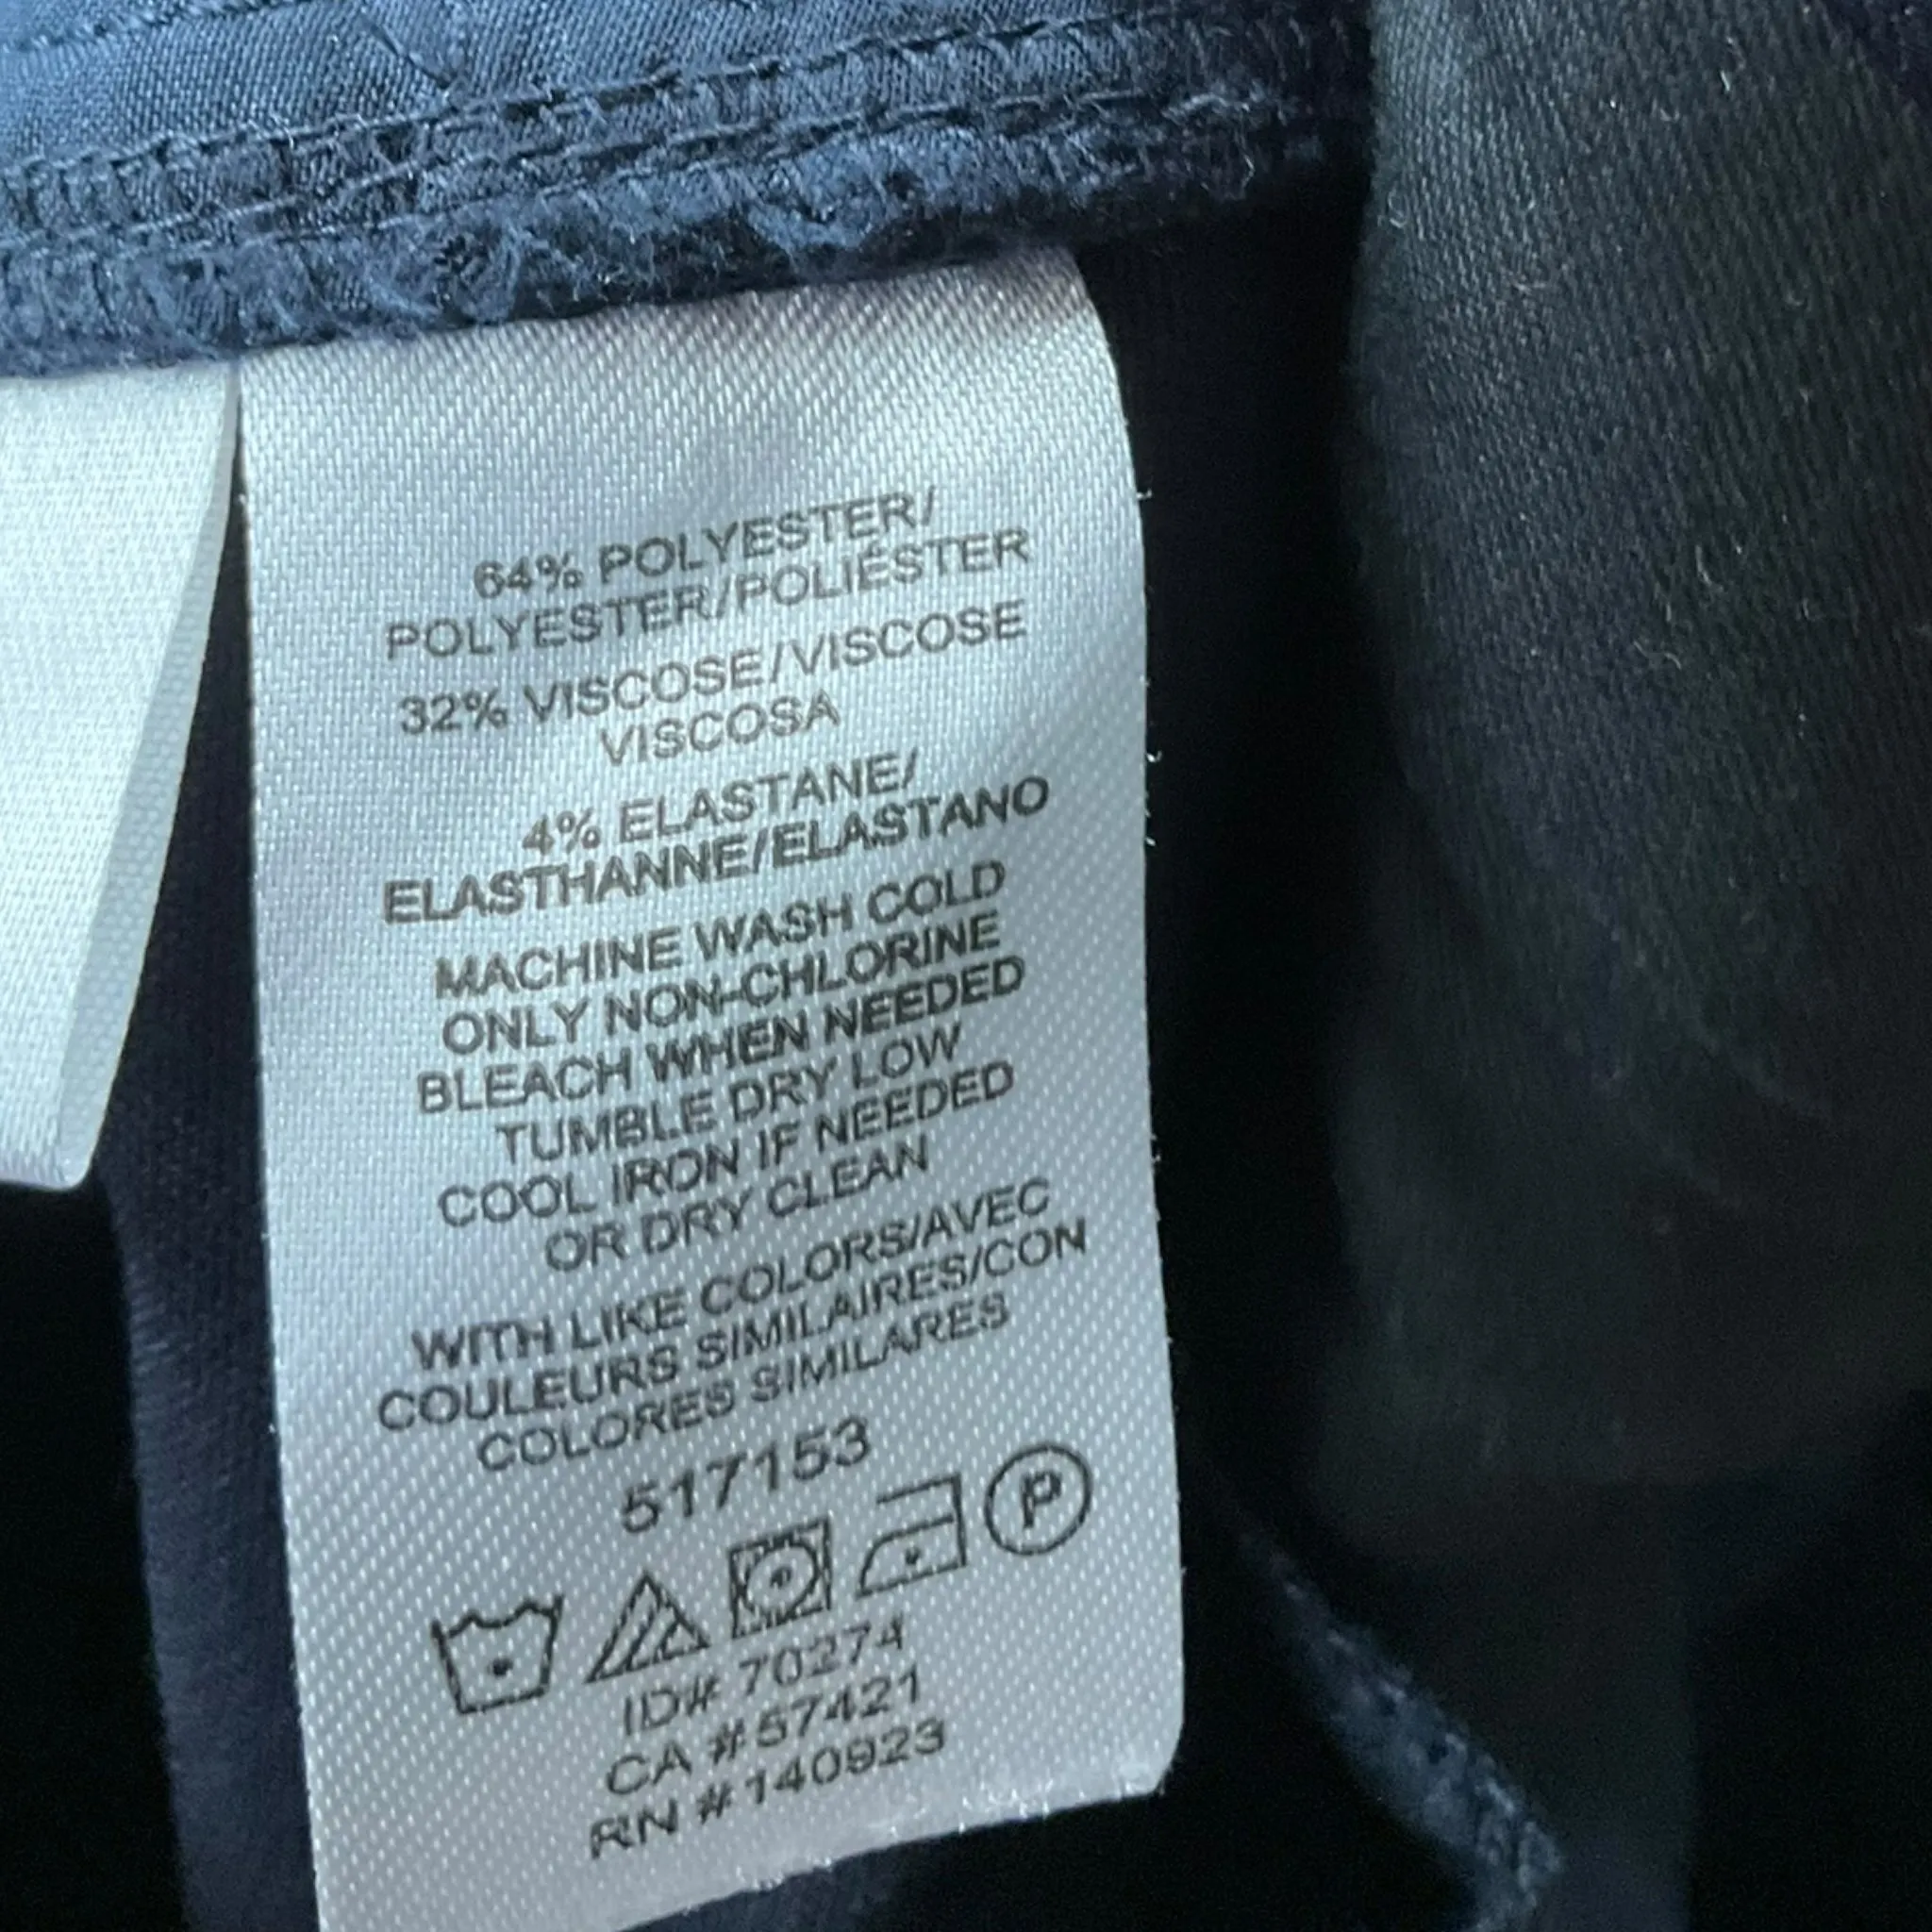 64% POLYESTER/
POLYESTER/POLIÉSTER
32% VISCOSE/VISCOSE
VISCOSA
4% ELASTANE/
ELASTHANNE/ELASTANO
MACHINE WASH COLD
ONLY NON-CHLORINE
BLEACH WHEN NEEDED
TUMBLE DRY LOW
COOL IRON IF NEEDED
OR DRY CLEAN
WITH LIKE COLORS/AVEC
COULEURS SIMILAIRES/CON
COLORES SIMILARES
517153
P
ID# 70274
CA #57421
RN #140923